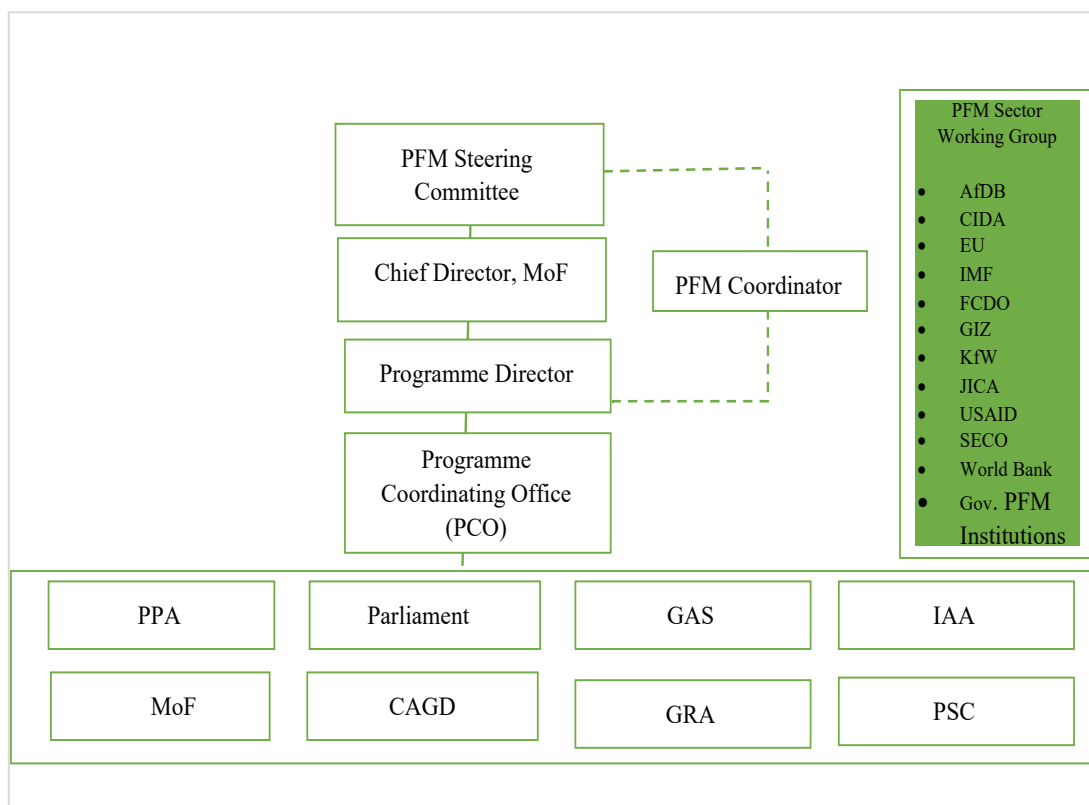 PFM Steering
Committee
Chief Director, MoF
PFM Coordinator
Programme Director
Programme
Coordinating Office
(PCO)
PFM Sector
Working Group
• AfDB
• CIDA
• EU
• IMF
• FCDO
• GIZ
• KfW
• JICA
• USAID
• SECO
• World Bank
• Gov. PFM
Institutions
PPA
Parliament
GAS
IAA
MoF
CAGD
GRA
PSC